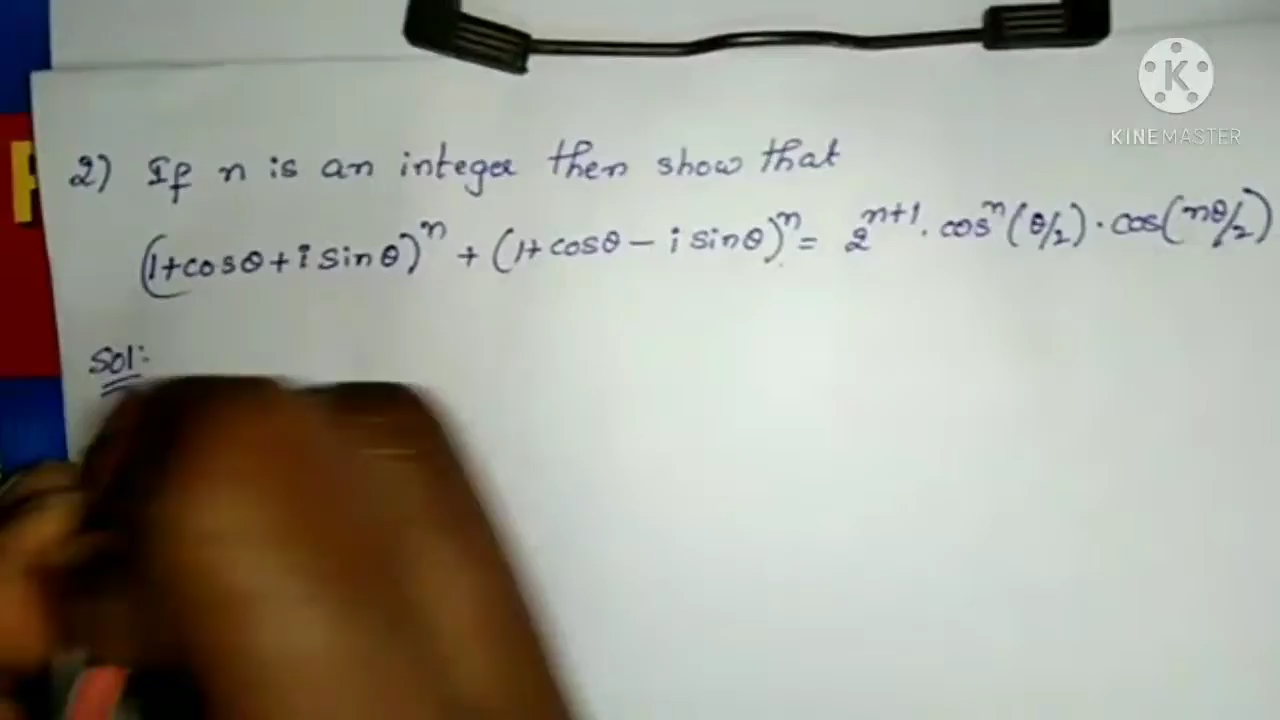 KINEMASTER
2) If n is an integer then show that
(1+cosθ+i sinθ)^n + (1+cosθ - i sinθ)^n = 2^{n+1}. cos^n (θ/2). cos(nθ/2)
Sol: